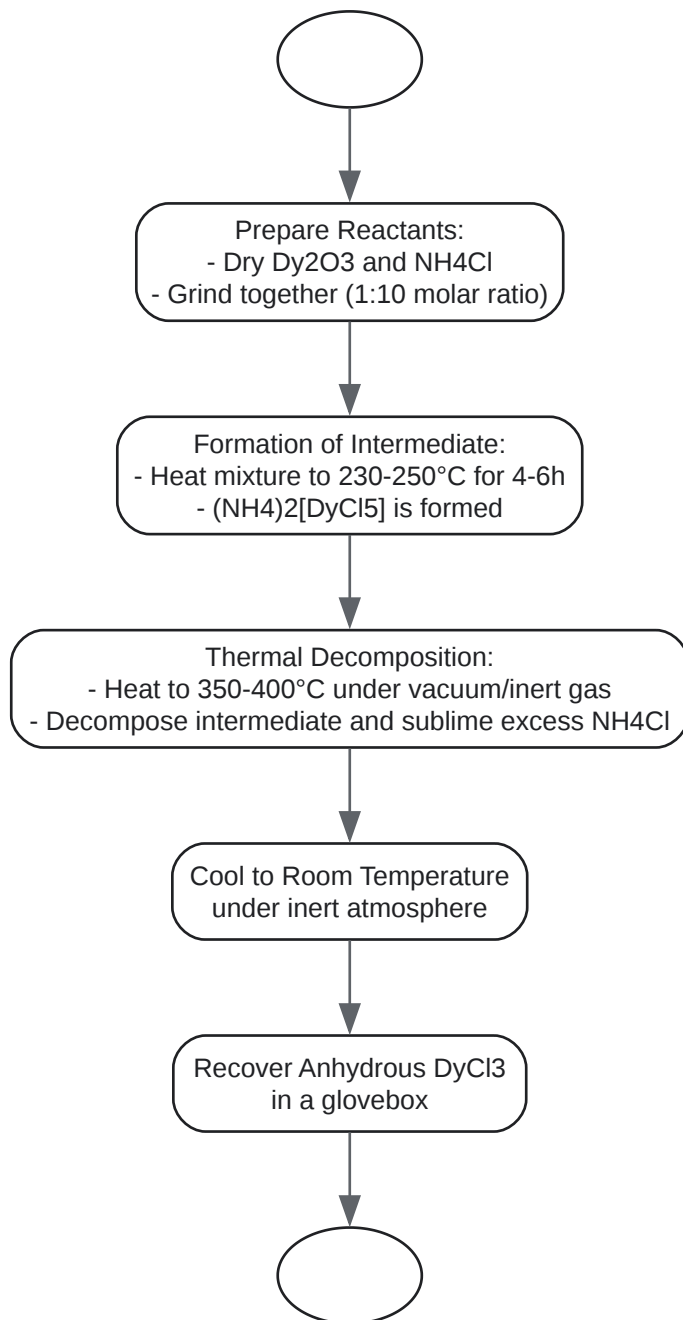 Prepare Reactants:
- Dry Dy2O3 and NH4Cl
- Grind together (1:10 molar ratio)
Formation of Intermediate:
- Heat mixture to 230-250°C for 4-6h
- (NH4)2[DyCl5] is formed
Thermal Decomposition:
- Heat to 350-400°C under vacuum/inert gas
- Decompose intermediate and sublime excess NH4Cl
Cool to Room Temperature
under inert atmosphere
Recover Anhydrous DyCl3
in a glovebox